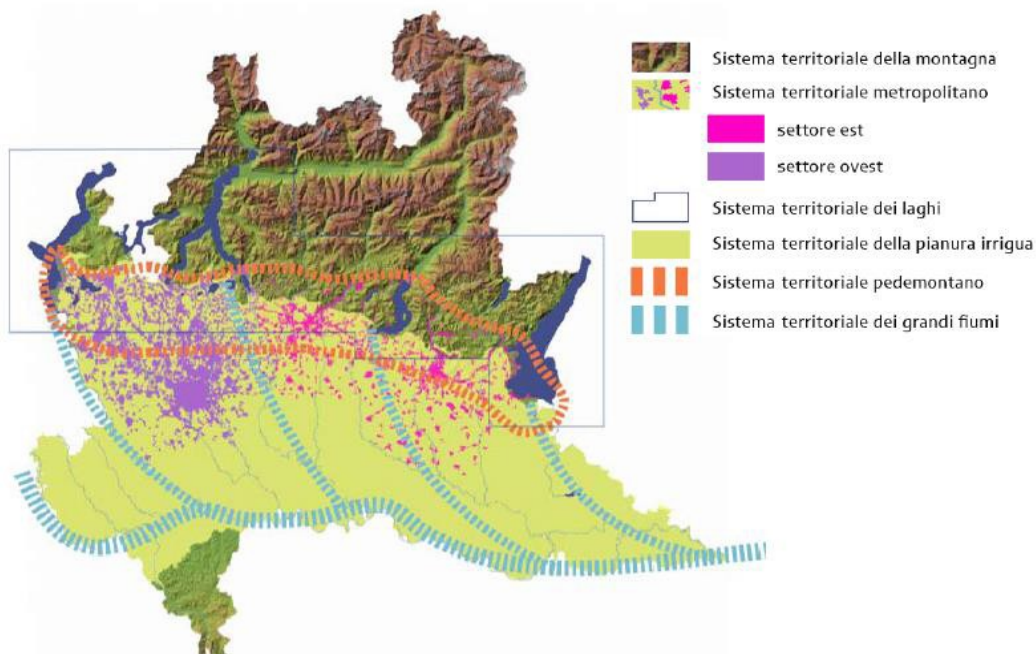 Sistema territoriale della montagna
Sistema territoriale metropolitano
settore est
settore ovest
Sistema territoriale dei laghi
Sistema territoriale della pianura irrigua
Sistema territoriale pedemontano
Sistema territoriale dei grandi fiumi